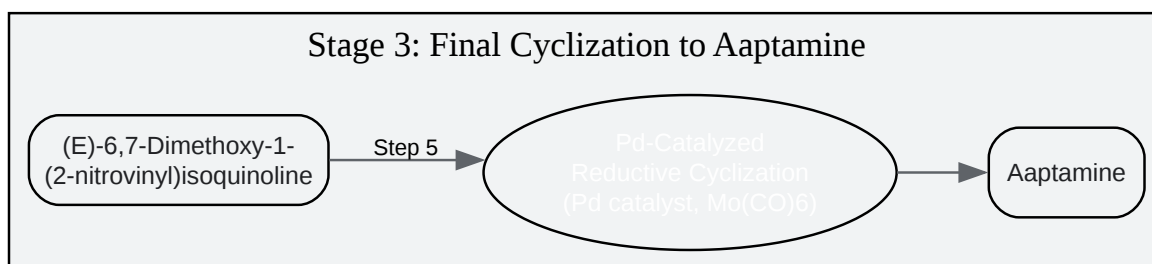 Stage 3: Final Cyclization to Aaptamine
(E)-6,7-Dimethoxy-1-
(2-nitrovinyl)isoquinoline
Step 5
Pd-Catalyzed
Reductive Cyclization
(Pd catalyst, Mo(CO)6)
Aaptamine